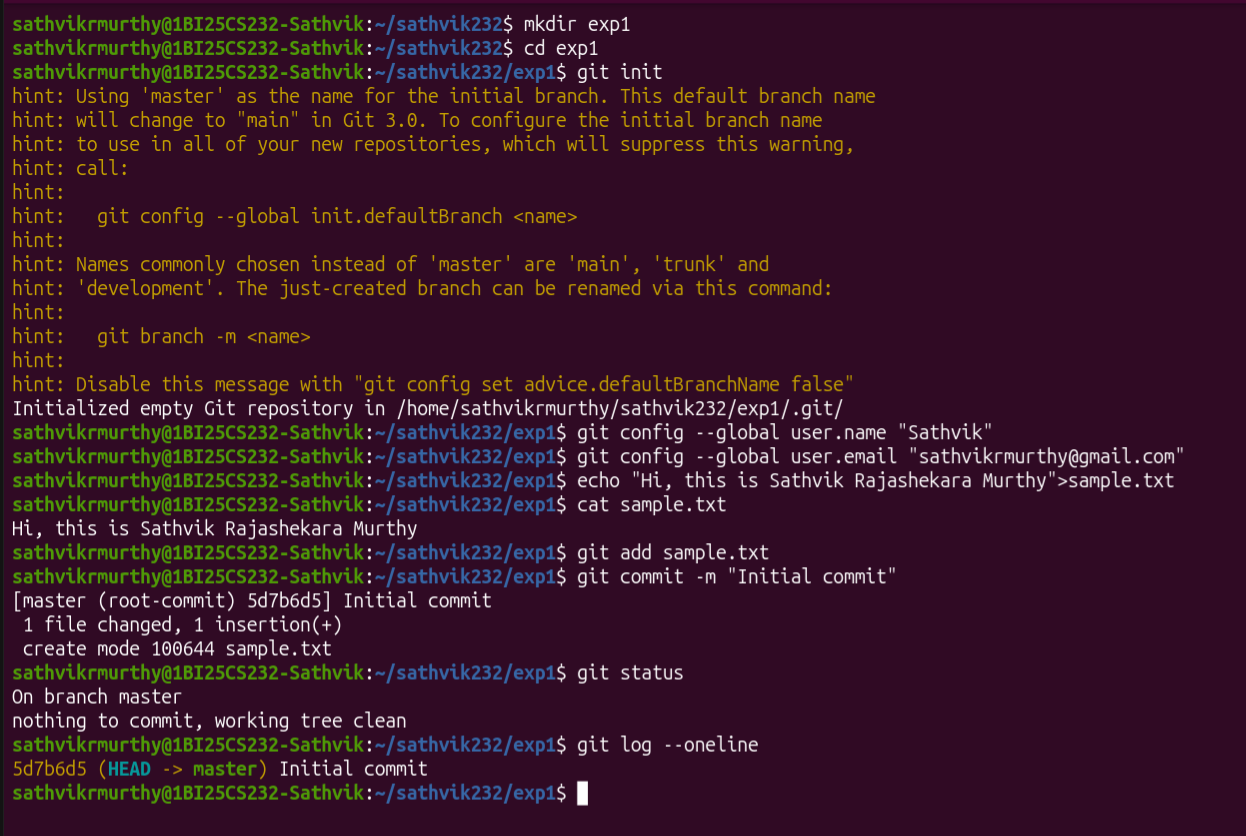 sathvikrmurthy@1BI25CS232-Sathvik:~/sathvik232$ mkdir exp1
sathvikrmurthy@1BI25CS232-Sathvik:~/sathvik232$ cd exp1
sathvikrmurthy@1BI25CS232-Sathvik:~/sathvik232/exp1$ git init
hint: Using 'master' as the name for the initial branch. This default branch name
hint: will change to "main" in Git 3.0. To configure the initial branch name
hint: to use in all of your new repositories, which will suppress this warning,
hint: call:
hint:
hint:   git config --global init.defaultBranch <name>
hint:
hint: Names commonly chosen instead of 'master' are 'main', 'trunk' and
hint: 'development'. The just-created branch can be renamed via this command:
hint:
hint:   git branch -m <name>
hint:
hint: Disable this message with "git config set advice.defaultBranchName false"
Initialized empty Git repository in /home/sathvikrmurthy/sathvik232/exp1/.git/
sathvikrmurthy@1BI25CS232-Sathvik:~/sathvik232/exp1$ git config --global user.name "Sathvik"
sathvikrmurthy@1BI25CS232-Sathvik:~/sathvik232/exp1$ git config --global user.email "sathvikrmurthy@gmail.com"
sathvikrmurthy@1BI25CS232-Sathvik:~/sathvik232/exp1$ echo "Hi, this is Sathvik Rajashekara Murthy">sample.txt
sathvikrmurthy@1BI25CS232-Sathvik:~/sathvik232/exp1$ cat sample.txt
Hi, this is Sathvik Rajashekara Murthy
sathvikrmurthy@1BI25CS232-Sathvik:~/sathvik232/exp1$ git add sample.txt
sathvikrmurthy@1BI25CS232-Sathvik:~/sathvik232/exp1$ git commit -m "Initial commit"
[master (root-commit) 5d7b6d5] Initial commit
 1 file changed, 1 insertion(+)
 create mode 100644 sample.txt
sathvikrmurthy@1BI25CS232-Sathvik:~/sathvik232/exp1$ git status
On branch master
nothing to commit, working tree clean
sathvikrmurthy@1BI25CS232-Sathvik:~/sathvik232/exp1$ git log --oneline
5d7b6d5 (HEAD -> master) Initial commit
sathvikrmurthy@1BI25CS232-Sathvik:~/sathvik232/exp1$